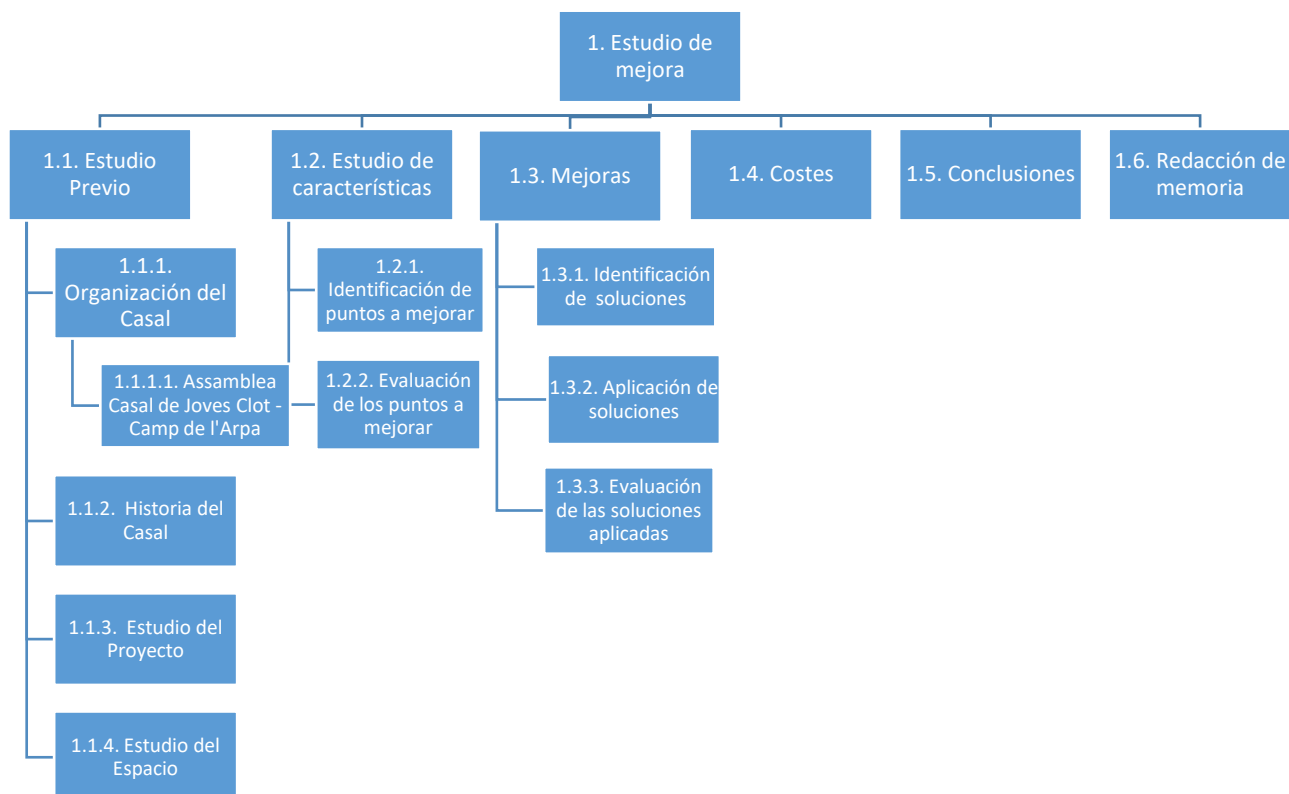 1. Estudio de
mejora
1.1. Estudio
Previo
1.2. Estudio de
características
1.3. Mejoras
1.4. Costes
1.5. Conclusiones
1.6. Redacción de
memoria
1.1.1.
Organización del
Casal
1.1.1.1. Assamblea
Casal de Joves Clot -
Camp de l'Arpa
1.1.2. Historia del
Casal
1.1.3. Estudio del
Proyecto
1.1.4. Estudio del
Espacio
1.2.1.
Identificación de
puntos a mejorar
1.2.2. Evaluación
de los puntos a
mejorar
1.3.1. Identificación
de soluciones
1.3.2. Aplicación de
soluciones
1.3.3. Evaluación
de las soluciones
aplicadas